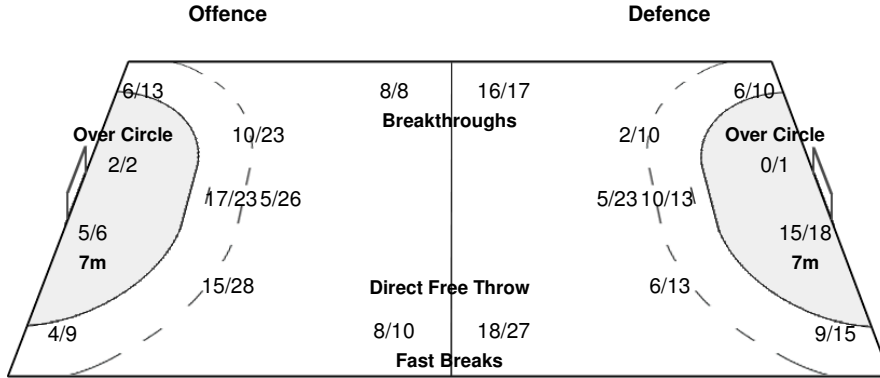 Offence Defence
6/13 8/8 16/17 6/10
Breakthroughs
Over Circle 10/23 2/10 Over Circle
2/2 0/1
17/23 5/26 5/23 10/13
5/6 15/18
7m 7m
15/28 Direct Free Throw 6/13
4/9 8/10 18/27 9/15
Fast Breaks